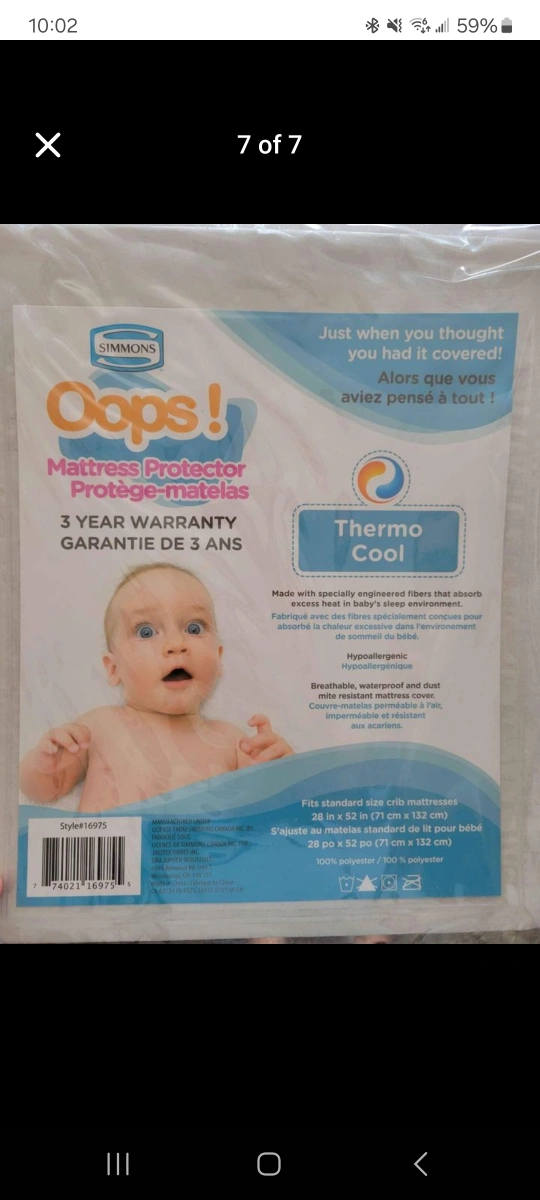 10:02
59%
7 of 7
SIMMONS
Oops!
Mattress Protector
Protège-matelas
3 YEAR WARRANTY
GARANTIE DE 3 ANS
Just when you thought
you had it covered!
Alors que vous
aviez pensé à tout !
Thermo
Cool
Made with specially engineered fibers that absorb
excess heat in baby's sleep environment.
Fabriqué avec des fibres spécialement conçues pour
absorbé la chaleur excessive dans l'environement
de sommeil du bébé.
Hypoallergenic
Hypoallergénique
Breathable, waterproof and dust
mite resistant mattress cover.
Couvre-matelas perméable à l'air,
imperméable et résistant
aux acariens.
Fits standard size crib mattresses
28 in x 52 in (71 cm x 132 cm)
S'ajuste au matelas standard de lit pour bébé
28 po x 52 po (71 cm x 132 cm)
100% polyester / 100 % polyester
Style#16975
7 74021 16975 5
MANUFACTURED UNDER